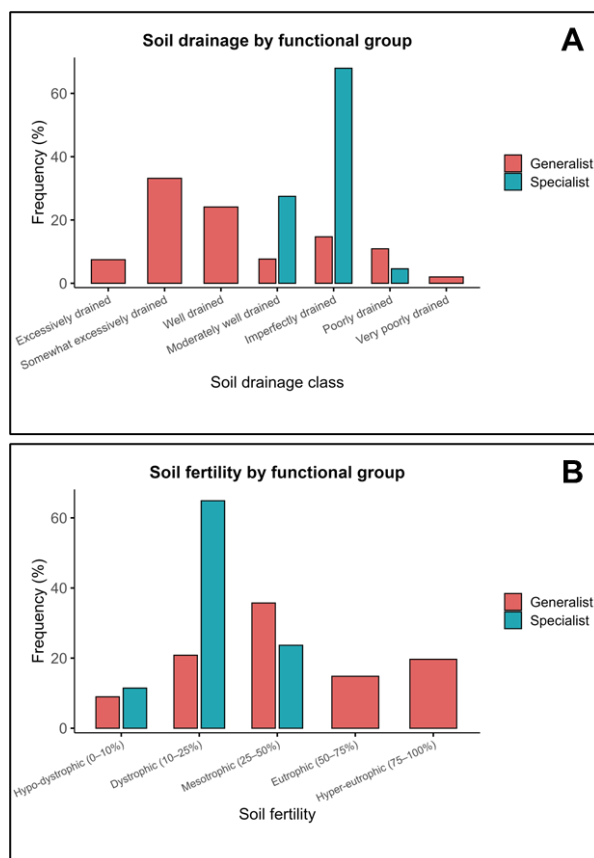 Soil drainage by functional group
A
Frequency (%)
60
40
20
0
Generalist
Specialist
Excessively drained
Somewhat excessively drained
Well drained
Moderately well drained
Imperfectly drained
Poorly drained
Very poorly drained
Soil drainage class
Soil fertility by functional group
B
Frequency (%)
60
40
20
0
Generalist
Specialist
Hypo-dystrophic (0–10%)
Dystrophic (10–25%)
Mesotrophic (25–50%)
Eutrophic (50–75%)
Hyper-eutrophic (75–100%)
Soil fertility